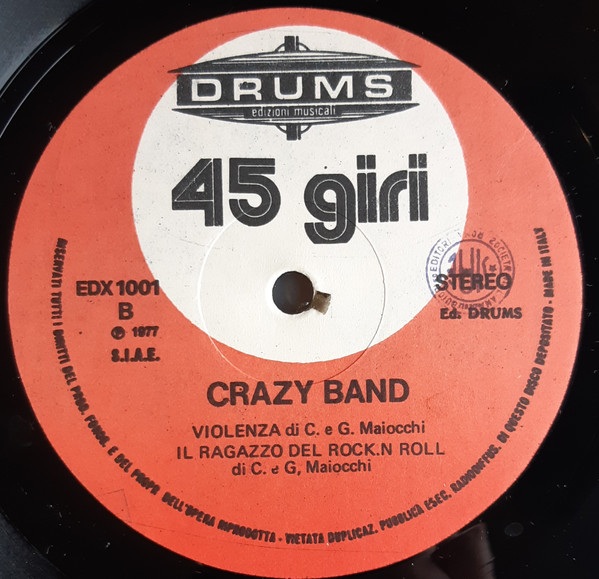 DRUMS
edizioni musicali
45 giri
EDX 1001
B
℗ 1977
S.I.A.E.
STEREO
Ed. DRUMS
CRAZY BAND
VIOLENZA di C. e G. Maiocchi
IL RAGAZZO DEL ROCK.N ROLL
di C. e G, Maiocchi
RISERVATI TUTTI I DIRITTI DEL PROD. FONOGR. E DEL PROPR. DELL'OPERA RIPRODOTTA - VIETATA DUPLICAZ. PUBBLICA ESEC. RADIODIFFUS. DI QUESTO DISCO DEPOSITATO - MADE IN ITALY